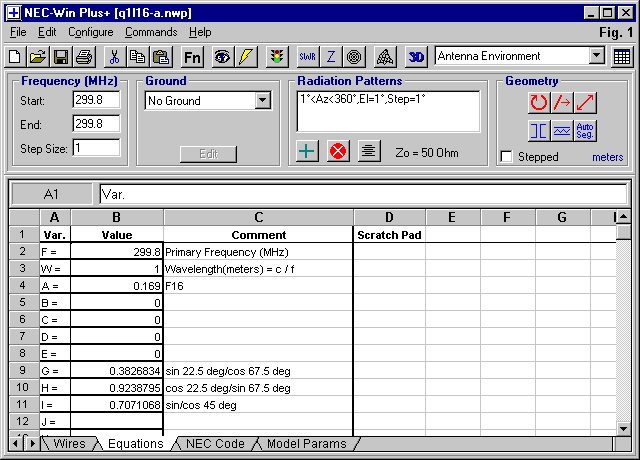 NEC-Win Plus+ [q1l16-a.nwp]
File Edit Configure Commands Help Fig. 1
Fn SWR Z 3D Antenna Environment
Frequency (MHz) Ground Radiation Patterns Geometry
Start: 299.8 No Ground 1°<Az<360°,El=1°,Step=1°
End: 299.8
Step Size: 1 Edit Zo = 50 Ohm Auto Seg.
Stepped meters
A1 Var.
A B C D E F G
1 Var. Value Comment Scratch Pad
2 F = 299.8 Primary Frequency (MHz)
3 W = 1 Wavelength(meters) = c / f
4 A = 0.169 F16
5 B = 0
6 C = 0
7 D = 0
8 E = 0
9 G = 0.3826834 sin 22.5 deg/cos 67.5 deg
10 H = 0.9238795 cos 22.5 deg/sin 67.5 deg
11 I = 0.7071068 sin/cos 45 deg
12 J =
Wires Equations NEC Code Model Params